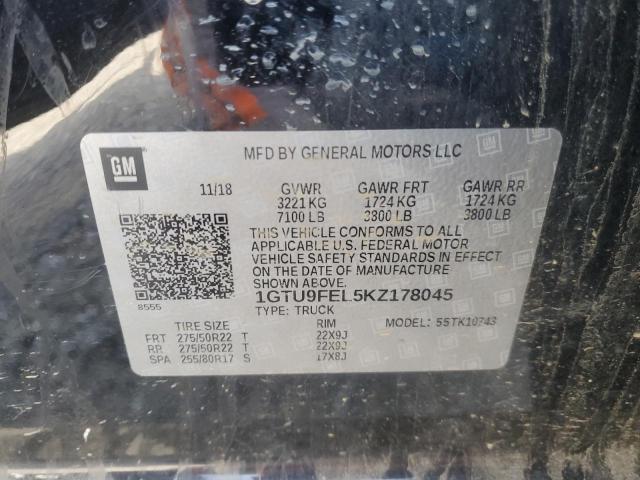 GM
MFD BY GENERAL MOTORS LLC
11/18 GVWR GAWR FRT GAWR RR
3221 KG 1724 KG 1724 KG
7100 LB 3800 LB 3800 LB
THIS VEHICLE CONFORMS TO ALL
APPLICABLE U.S. FEDERAL MOTOR
VEHICLE SAFETY STANDARDS IN EFFECT
ON THE DATE OF MANUFACTURE
SHOWN ABOVE.
8555
1GTU9FEL5KZ178045
TYPE: TRUCK MODEL: 5STK10743
TIRE SIZE RIM
FRT 275/50R22 T 22X9J
RR 275/50R22 T 22X9J
SPA 255/80R17 S 17X8J